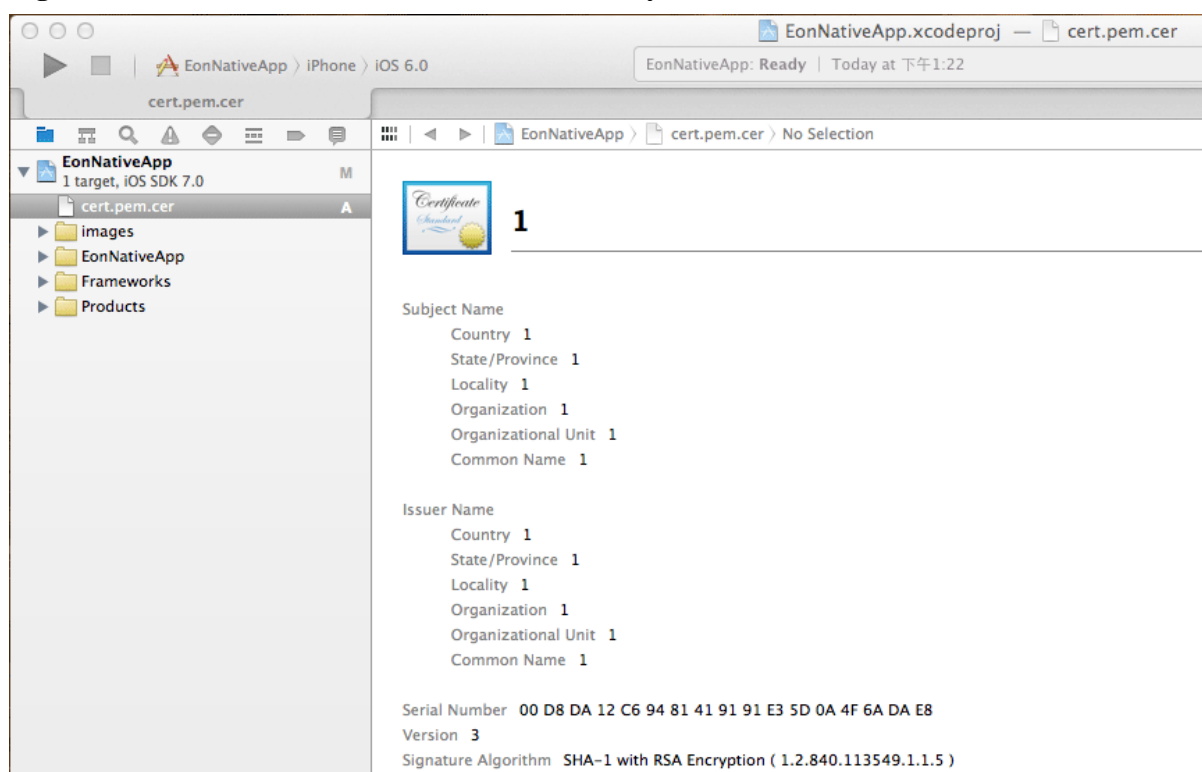 EonNativeApp.xcodeproj — cert.pem.cer
EonNativeApp 〉 iPhone 〉 iOS 6.0
EonNativeApp: Ready | Today at 下午1:22
cert.pem.cer
EonNativeApp 〉 cert.pem.cer 〉 No Selection
EonNativeApp
1 target, iOS SDK 7.0 M
cert.pem.cer A
images
EonNativeApp
Frameworks
Products
Certificate
Standard
1
Subject Name
Country 1
State/Province 1
Locality 1
Organization 1
Organizational Unit 1
Common Name 1
Issuer Name
Country 1
State/Province 1
Locality 1
Organization 1
Organizational Unit 1
Common Name 1
Serial Number 00 D8 DA 12 C6 94 81 41 91 91 E3 5D 0A 4F 6A DA E8
Version 3
Signature Algorithm SHA-1 with RSA Encryption ( 1.2.840.113549.1.1.5 )